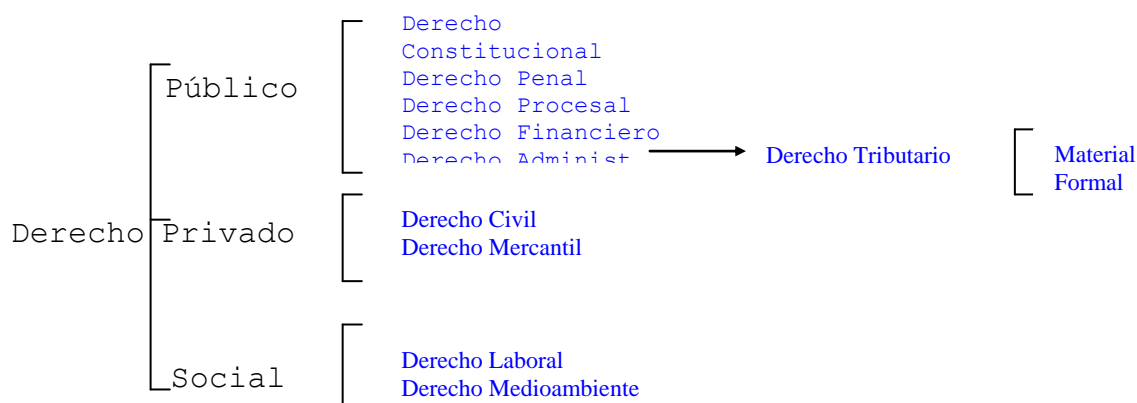 Derecho
Público
Derecho
Constitucional
Derecho Penal
Derecho Procesal
Derecho Financiero
Derecho Administ
Derecho Tributario
Material
Formal
Privado
Derecho Civil
Derecho Mercantil
Social
Derecho Laboral
Derecho Medioambiente